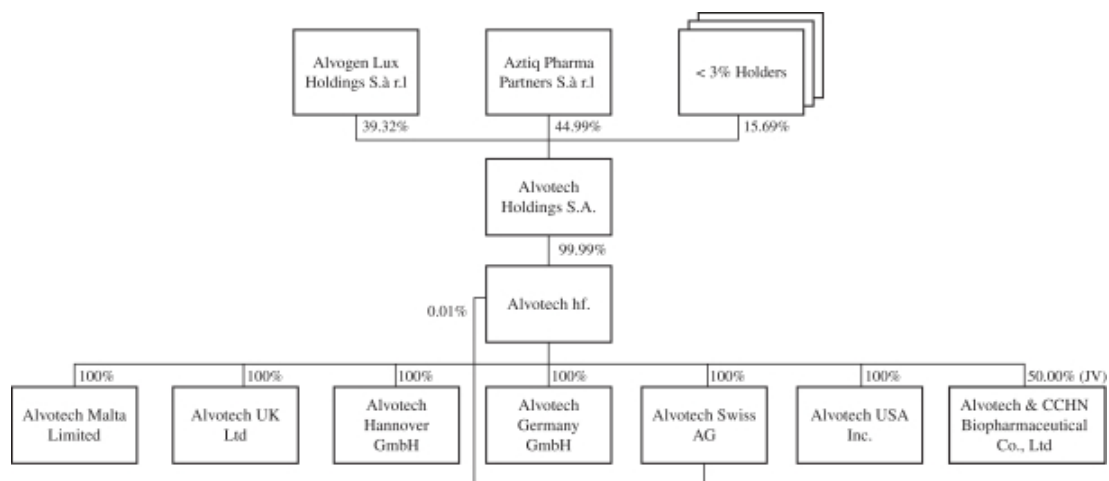 Alvogen Lux
Holdings S.à r.l
Aztiq Pharma
Partners S.à r.l
< 3% Holders
39.32%
44.99%
15.69%
Alvotech
Holdings S.A.
99.99%
Alvotech hf.
0.01%
100%
100%
100%
100%
100%
100%
50.00% (JV)
Alvotech Malta
Limited
Alvotech UK
Ltd
Alvotech
Hannover
GmbH
Alvotech
Germany
GmbH
Alvotech Swiss
AG
Alvotech USA
Inc.
Alvotech & CCHN
Biopharmaceutical
Co., Ltd